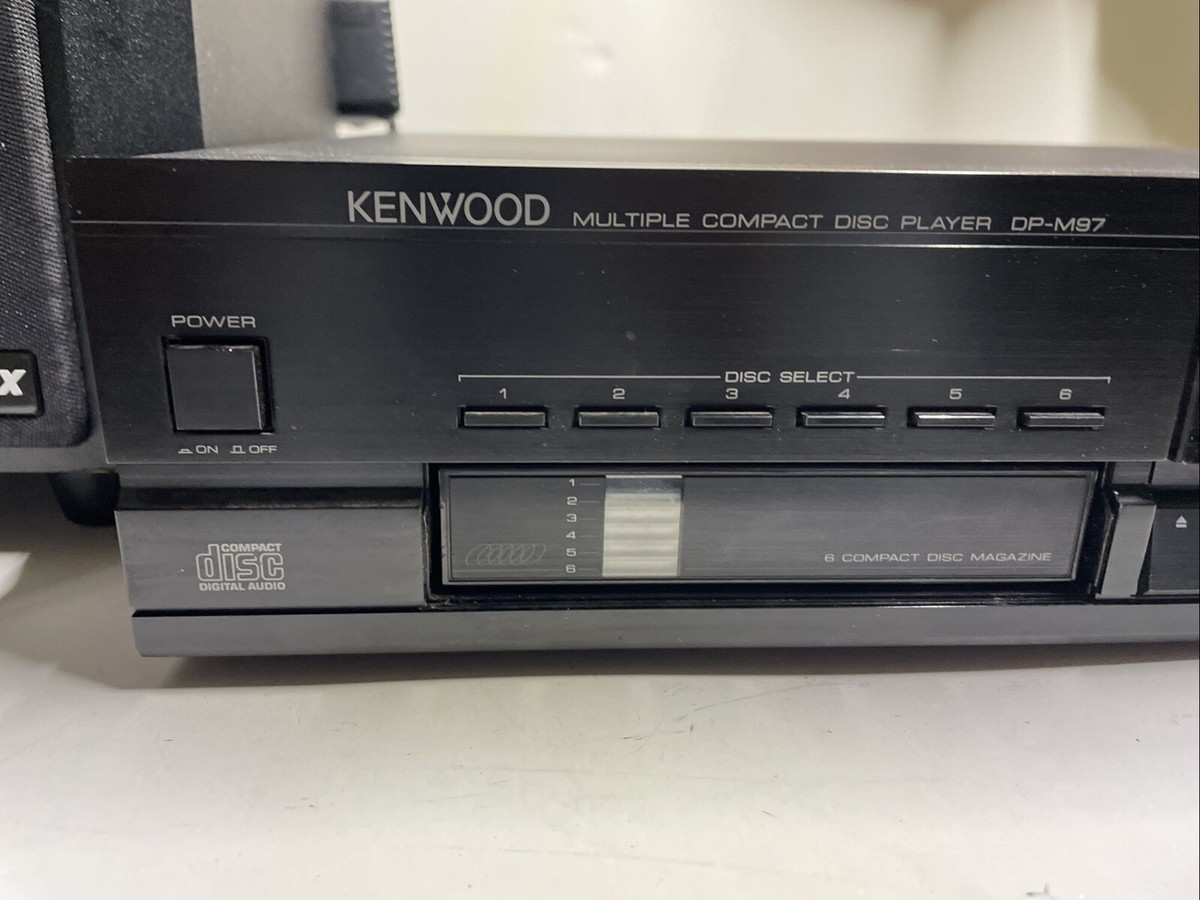 KENWOOD MULTIPLE COMPACT DISC PLAYER DP-M97
POWER
ON OFF
DISC SELECT
1 2 3 4 5 6
X
1
2
3
4
5
6
6 COMPACT DISC MAGAZINE
COMPACT
disc
DIGITAL AUDIO